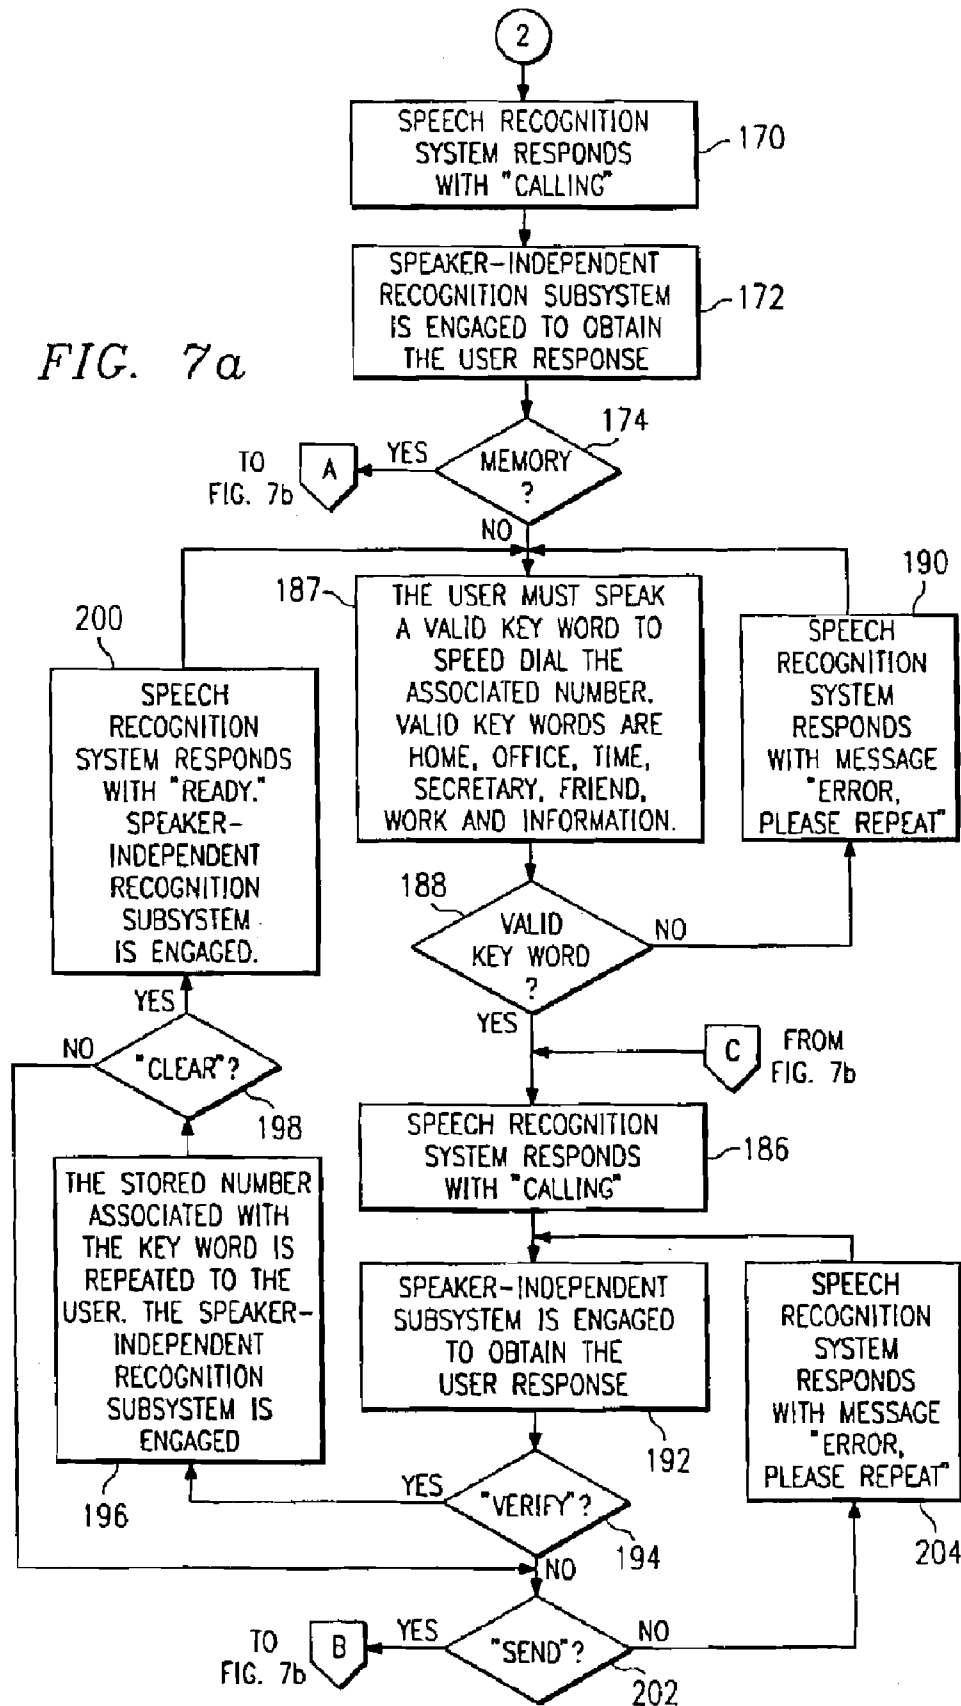 2
SPEECH RECOGNITION
SYSTEM RESPONDS
WITH "CALLING"
170
SPEAKER-INDEPENDENT
RECOGNITION SUBSYSTEM
IS ENGAGED TO OBTAIN
THE USER RESPONSE
172
FIG. 7a
174
MEMORY
?
YES
A
TO
FIG. 7b
NO
187
THE USER MUST SPEAK
A VALID KEY WORD TO
SPEED DIAL THE
ASSOCIATED NUMBER.
VALID KEY WORDS ARE
HOME, OFFICE, TIME,
SECRETARY, FRIEND,
WORK AND INFORMATION.
190
SPEECH
RECOGNITION
SYSTEM
RESPONDS
WITH MESSAGE
"ERROR,
PLEASE REPEAT"
200
SPEECH
RECOGNITION
SYSTEM RESPONDS
WITH "READY."
SPEAKER-
INDEPENDENT
RECOGNITION
SUBSYSTEM
IS ENGAGED.
188
VALID
KEY WORD
?
NO
YES
YES
NO
"CLEAR"?
198
C
FROM
FIG. 7b
SPEECH RECOGNITION
SYSTEM RESPONDS
WITH "CALLING"
186
THE STORED NUMBER
ASSOCIATED WITH
THE KEY WORD IS
REPEATED TO THE
USER. THE SPEAKER-
INDEPENDENT
RECOGNITION
SUBSYSTEM IS
ENGAGED
196
SPEAKER-INDEPENDENT
SUBSYSTEM IS ENGAGED
TO OBTAIN THE
USER RESPONSE
192
SPEECH
RECOGNITION
SYSTEM
RESPONDS
WITH MESSAGE
"ERROR,
PLEASE REPEAT"
204
YES
"VERIFY"?
194
NO
TO
FIG. 7b
B
YES
"SEND"?
NO
202